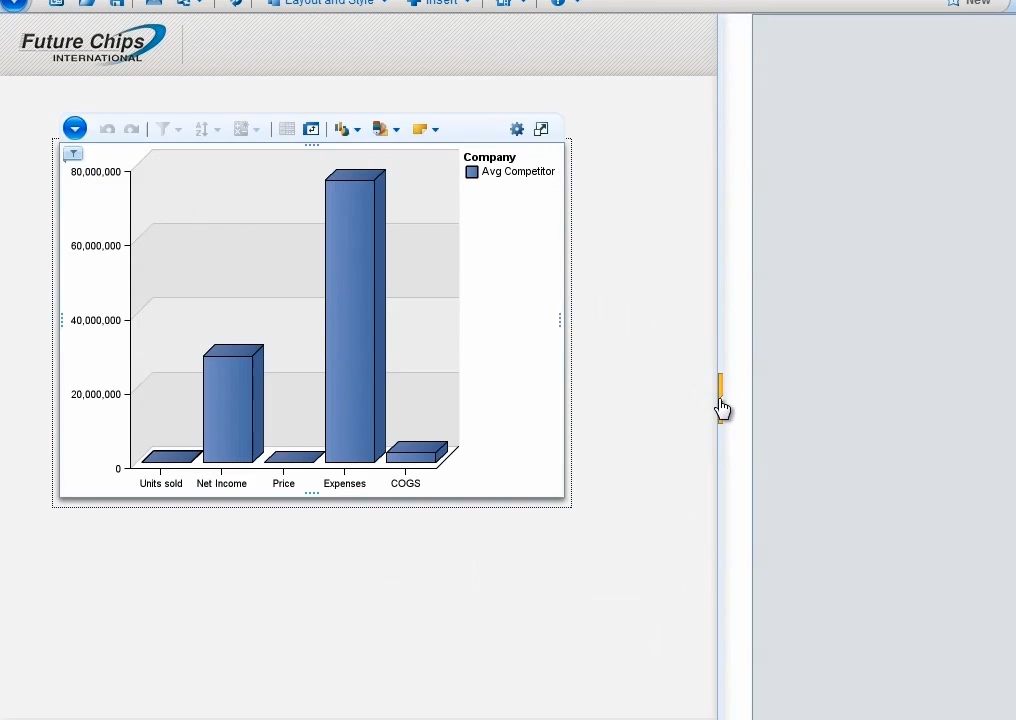 Layout and Style
Insert
New
Future Chips
INTERNATIONAL
Company
Avg Competitor
80,000,000
60,000,000
40,000,000
20,000,000
0
Units sold Net Income Price Expenses COGS